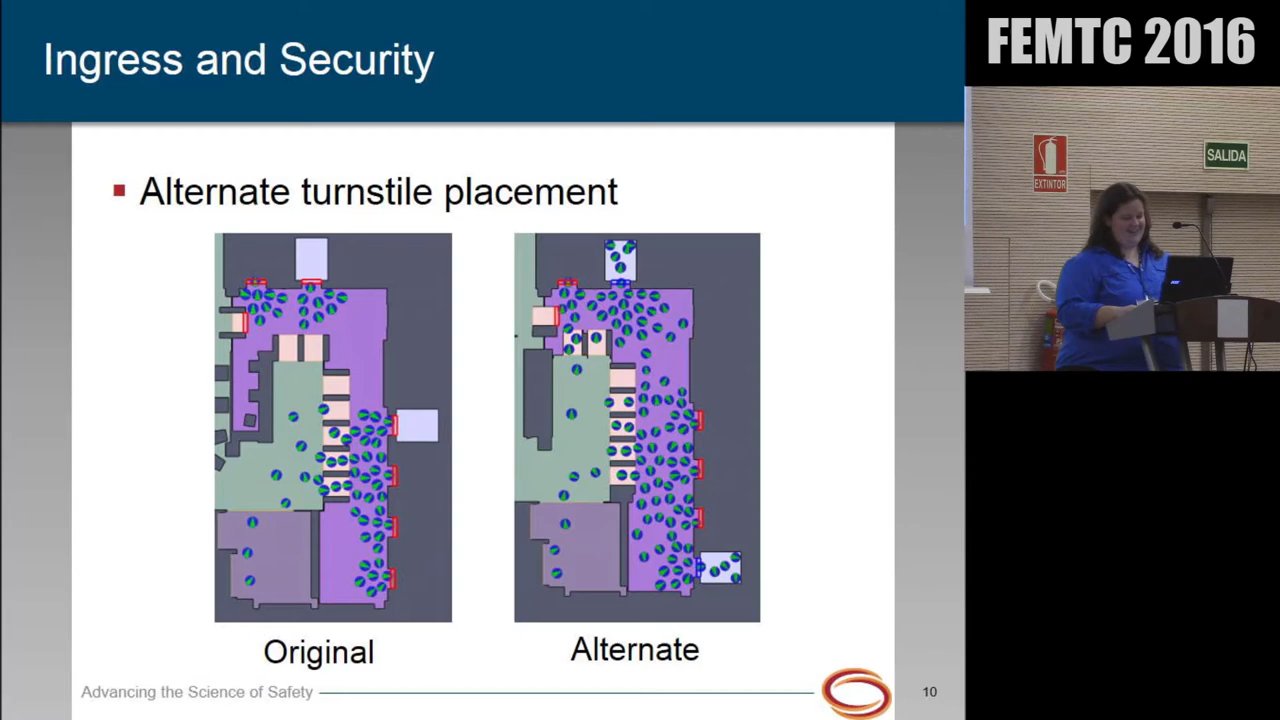 Ingress and Security
FEMTC 2016
Alternate turnstile placement
EXTINTOR
SALIDA
Original
Alternate
Advancing the Science of Safety
10